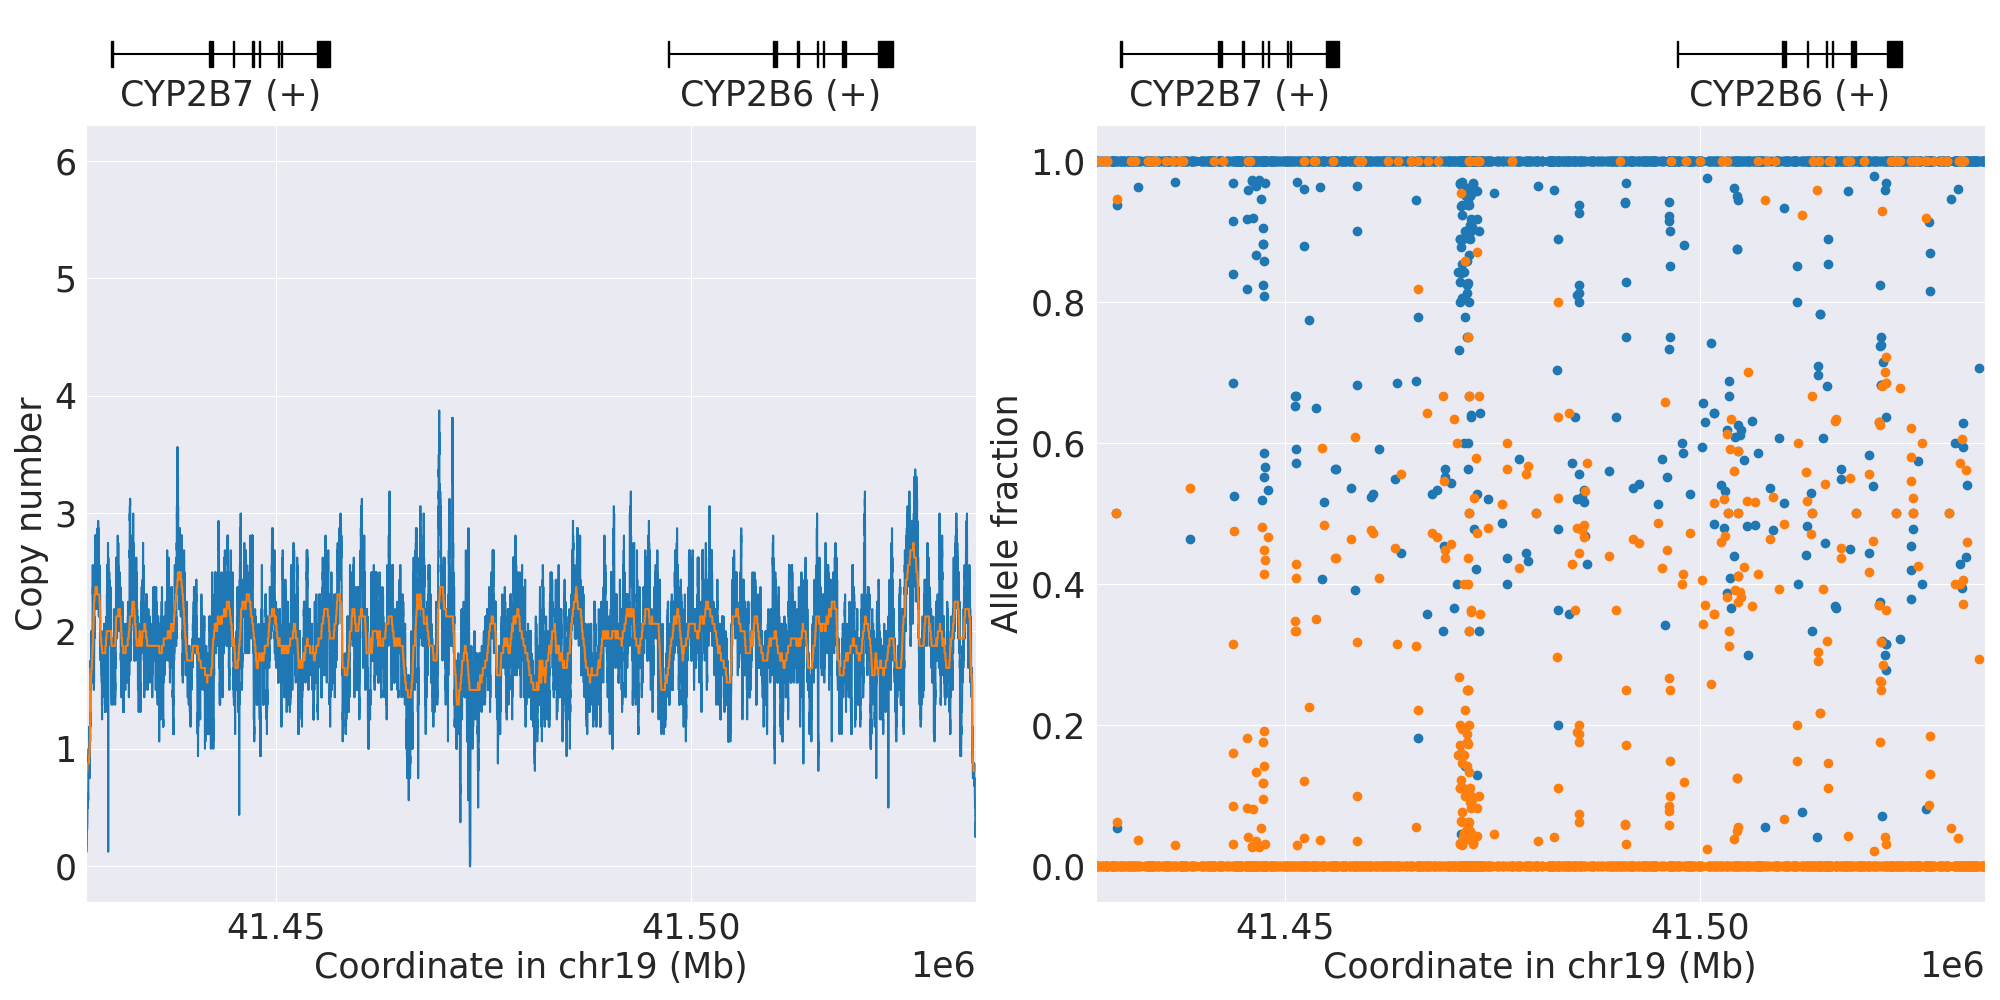 CYP2B7 (+)
CYP2B6 (+)
CYP2B7 (+)
CYP2B6 (+)
6
5
4
3
2
1
0
Copy number
41.45
41.50
Coordinate in chr19 (Mb)
1e6
1.0
0.8
0.6
0.4
0.2
0.0
Allele fraction
41.45
41.50
Coordinate in chr19 (Mb)
1e6